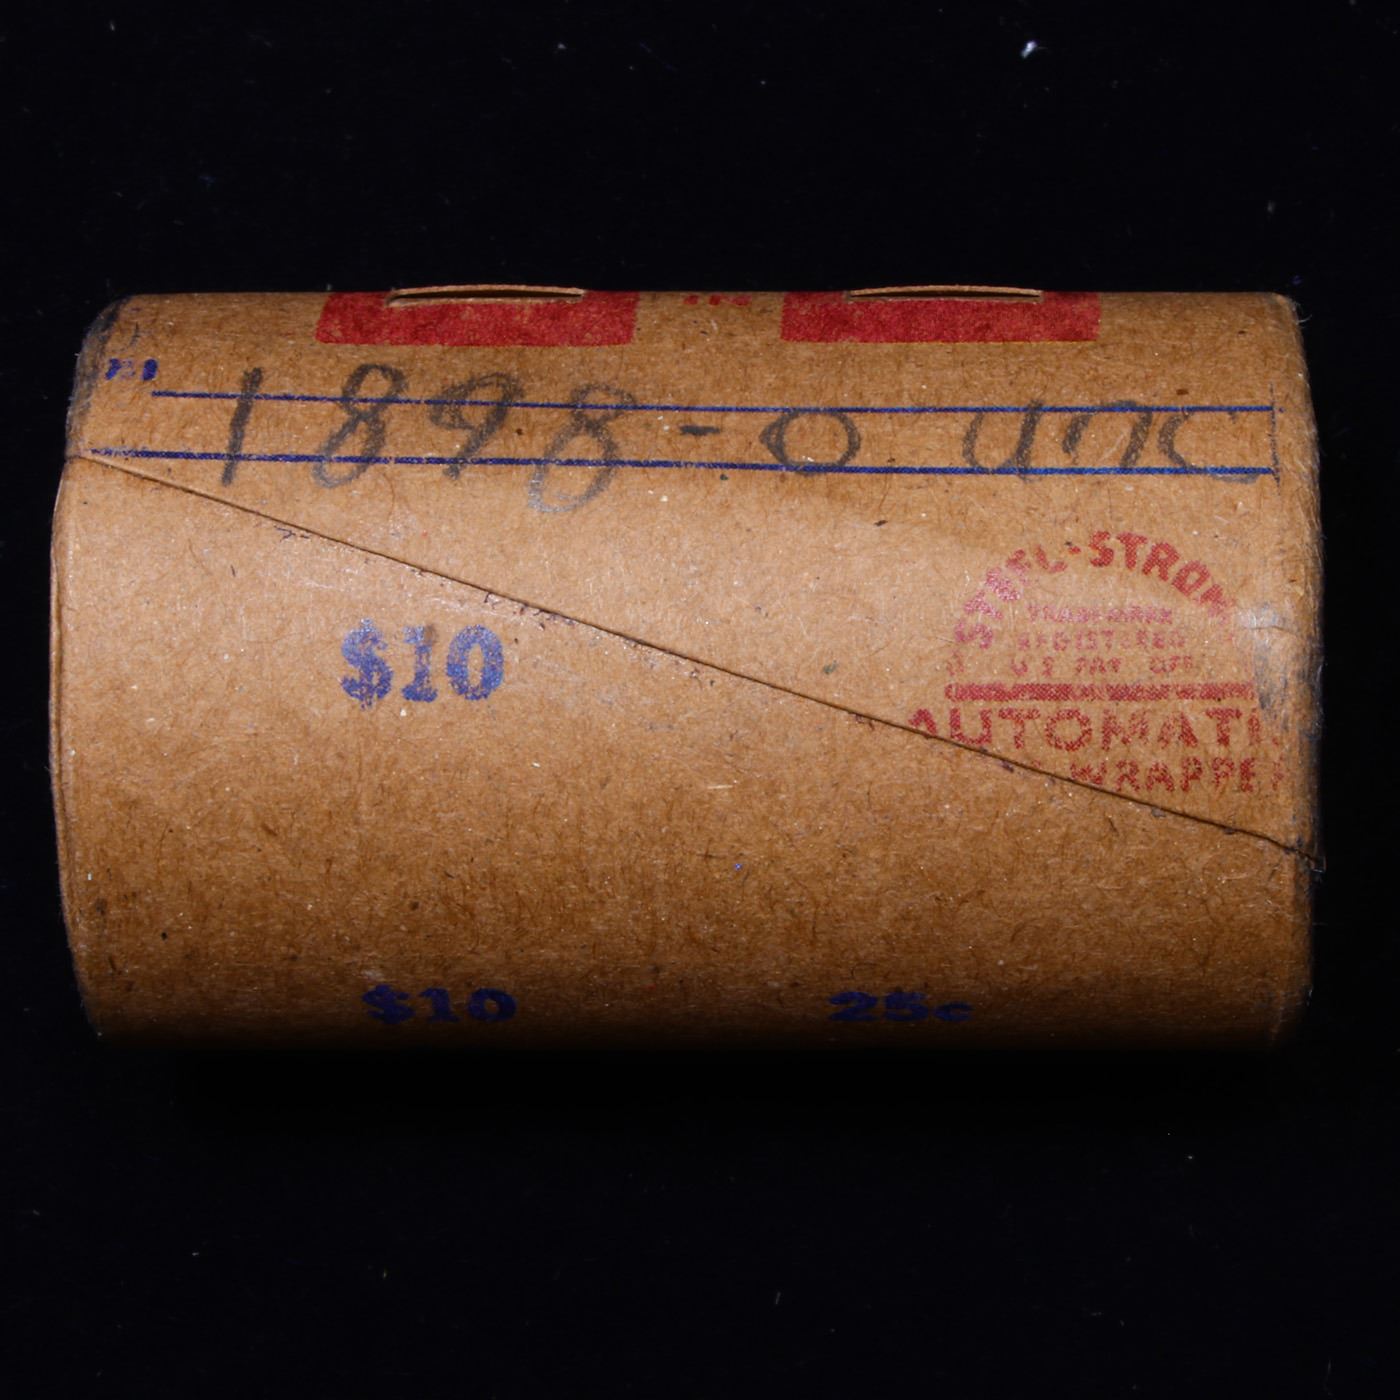 1898-O UNC
STEEL-STRONG
TRADEMARK
REGISTERED
U S PAT OFF
$10
AUTOMATIC
WRAPPER
$10 25c